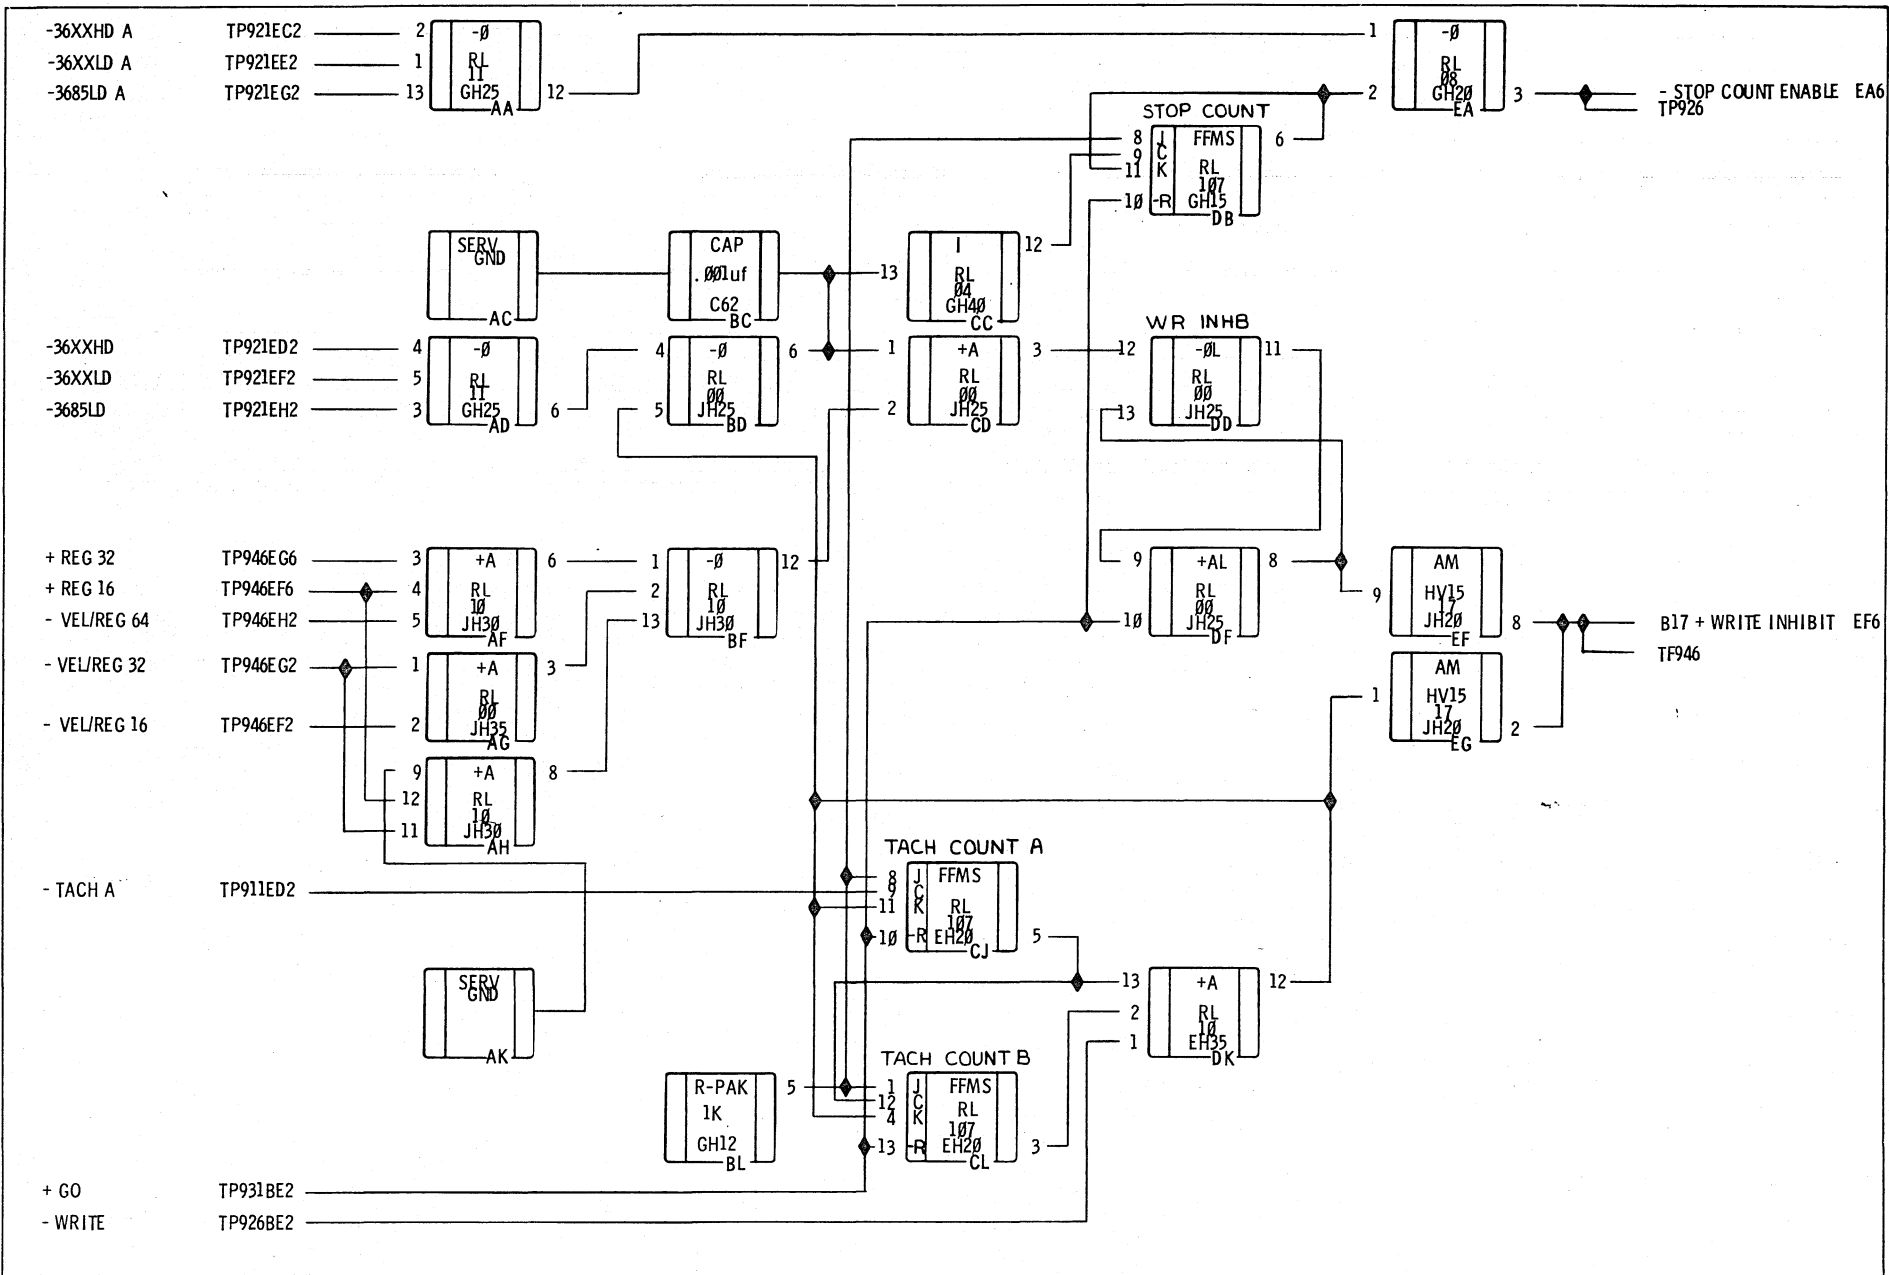 -36XXHD A TP921EC2 2
-36XXLD A TP921EE2 1
-3685LD A TP921EG2 13
-Ø
RL
11
GH25
AA
12
1
2
-Ø
RL
Ø8
GH2Ø
EA
3
- STOP COUNT ENABLE EA6
TP926
STOP COUNT
8 J FFMS 6
9 C
11 K RL
1Ø7
1Ø -R GH15
DB
SERV
GND
AC
CAP
.ØØ1uf
C62
BC
13
I
RL
Ø4
GH4Ø
CC
12
-36XXHD TP921ED2 4
-36XXLD TP921EF2 5
-3685LD TP921EH2 3
-Ø
RL
11
GH25
AD
6
4
5
-Ø
RL
ØØ
JH25
BD
6
1
2
+A
RL
ØØ
JH25
CD
3
WR INHB
12
13
-ØL
RL
ØØ
JH25
DD
11
+ REG 32 TP946EG6 3
+ REG 16 TP946EF6 4
- VEL/REG 64 TP946EH2 5
+A
RL
1Ø
JH3Ø
AF
6
1
2
13
-Ø
RL
1Ø
JH3Ø
BF
12
9
1Ø
+AL
RL
ØØ
JH25
DF
8
9
AM
HV15
17
JH2Ø
EF
8
B17 + WRITE INHIBIT EF6
TF946
- VEL/REG 32 TP946EG2 1
- VEL/REG 16 TP946EF2 2
+A
RL
ØØ
JH35
AG
3
1
AM
HV15
17
JH2Ø
EG
2
9
12
11
+A
RL
1Ø
JH3Ø
AH
8
- TACH A TP911ED2
TACH COUNT A
8 J FFMS
9 C
11 K RL
1Ø7
1Ø -R EH2Ø
CJ
5
SERV
GND
AK
13
2
1
+A
RL
1Ø
EH35
DK
12
R-PAK
1K
GH12
BL
5
TACH COUNT B
1 J FFMS
12 C
4 K RL
1Ø7
13 -R EH2Ø
CL
3
+ GO TP931BE2
- WRITE TP926BE2